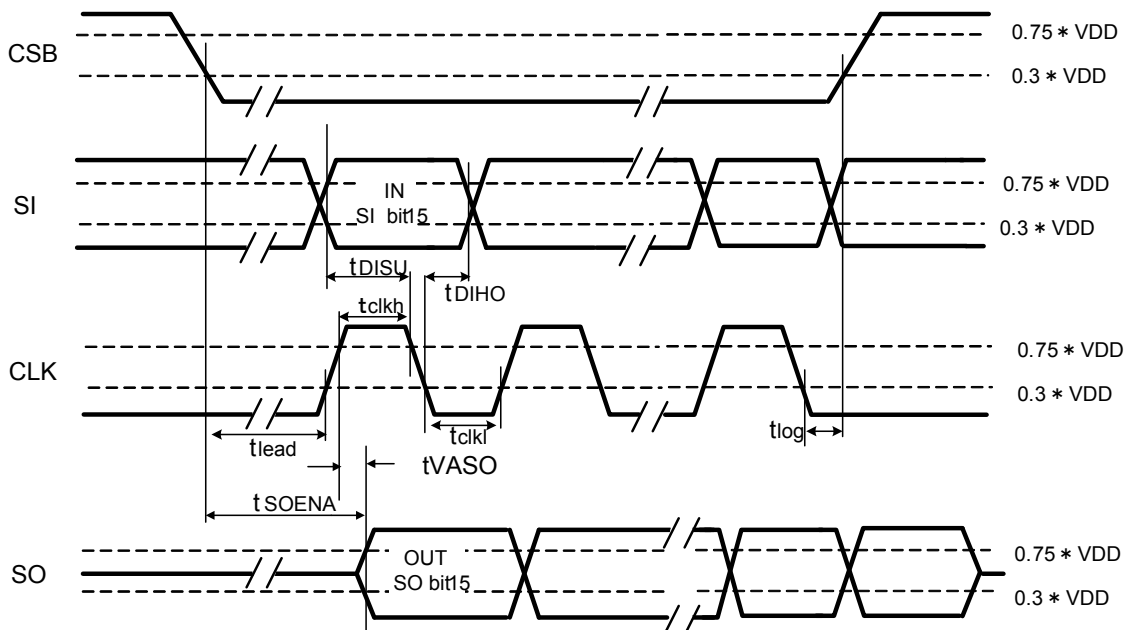 CSB
0.75 * VDD
0.3 * VDD
SI
IN
SI bit15
0.75 * VDD
0.3 * VDD
tDISU
tDIHO
tclkh
CLK
0.75 * VDD
0.3 * VDD
tlead
tclkl
tlog
tVASO
tSOENA
SO
OUT
SO bit15
0.75 * VDD
0.3 * VDD